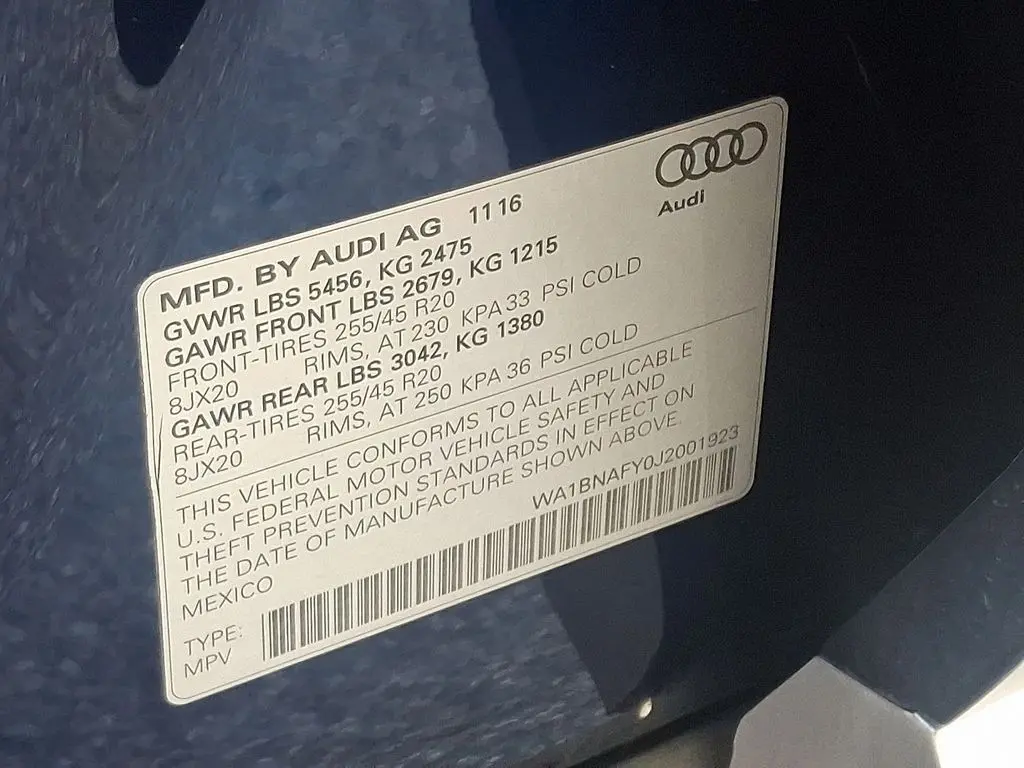 Audi
MFD. BY AUDI AG 11 16
GVWR LBS 5456, KG 2475
GAWR FRONT LBS 2679, KG 1215
FRONT-TIRES 255/45 R20
8JX20 RIMS, AT 230 KPA 33 PSI COLD
GAWR REAR LBS 3042, KG 1380
REAR-TIRES 255/45 R20
8JX20 RIMS, AT 250 KPA 36 PSI COLD
THIS VEHICLE CONFORMS TO ALL APPLICABLE
U.S. FEDERAL MOTOR VEHICLE SAFETY AND
THEFT PREVENTION STANDARDS IN EFFECT ON
THE DATE OF MANUFACTURE SHOWN ABOVE.
MEXICO WA1BNAFY0J2001923
TYPE:
MPV